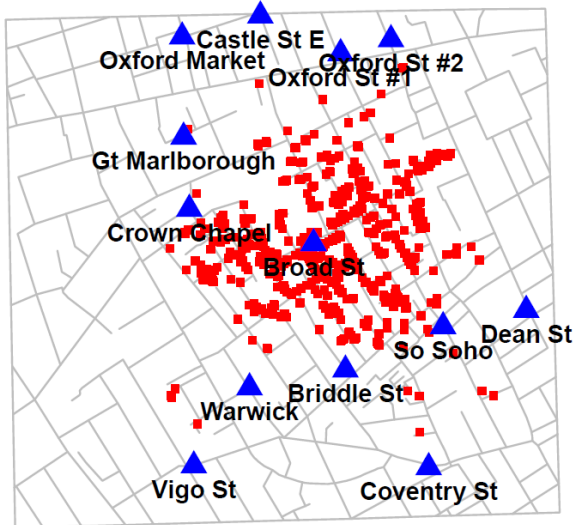 Castle St E
Oxford Market
Oxford St #2
Oxford St #1
Gt Marlborough
Crown Chapel
Broad St
Dean St
So Soho
Briddle St
Warwick
Vigo St
Coventry St